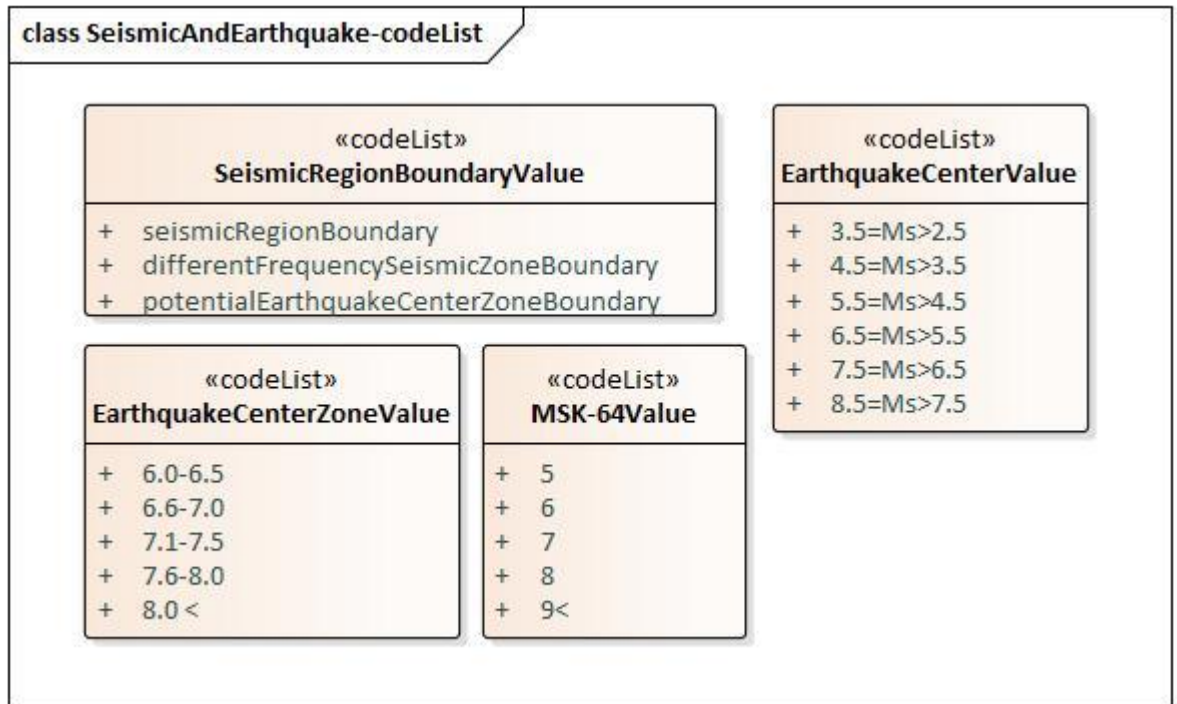 class SeismicAndEarthquake-codeList
«codeList»
SeismicRegionBoundaryValue
+ seismicRegionBoundary
+ differentFrequencySeismicZoneBoundary
+ potentialEarthquakeCenterZoneBoundary
«codeList»
EarthquakeCenterValue
+ 3.5=Ms>2.5
+ 4.5=Ms>3.5
+ 5.5=Ms>4.5
+ 6.5=Ms>5.5
+ 7.5=Ms>6.5
+ 8.5=Ms>7.5
«codeList»
EarthquakeCenterZoneValue
+ 6.0-6.5
+ 6.6-7.0
+ 7.1-7.5
+ 7.6-8.0
+ 8.0 <
«codeList»
MSK-64Value
+ 5
+ 6
+ 7
+ 8
+ 9<